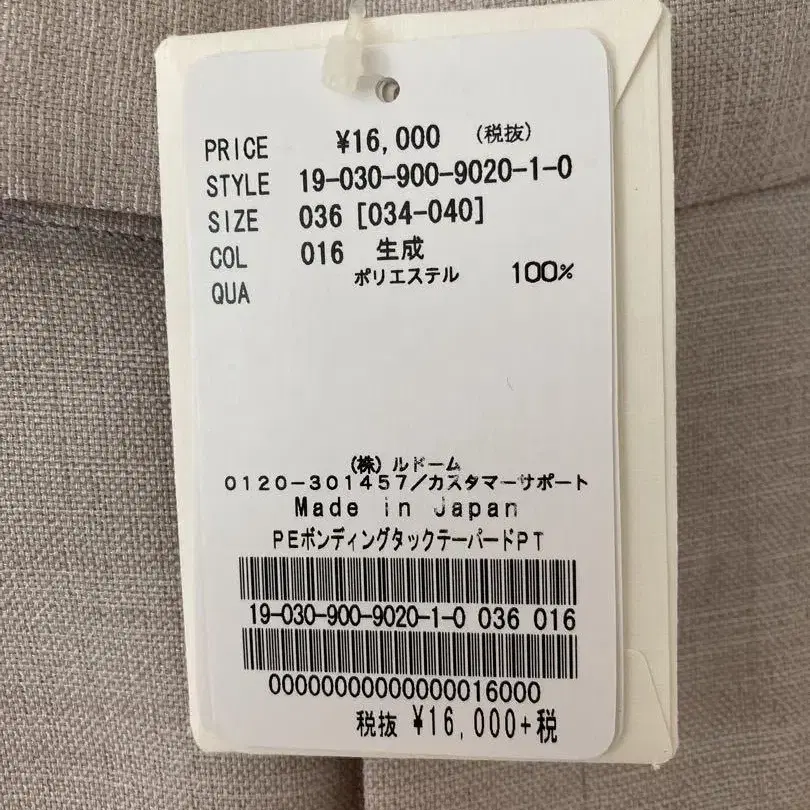 PRICE ¥16,000 (税抜)
STYLE 19-030-900-9020-1-0
SIZE 036 [034-040]
COL 016 生成
QUA ポリエステル 100%
(株) ルドーム
0120-301457/カスタマーサポート
Made in Japan
PEボンディングタックテーパードPT
19-030-900-9020-1-0 036 016
000000000000000016000
税抜 ¥16,000+税